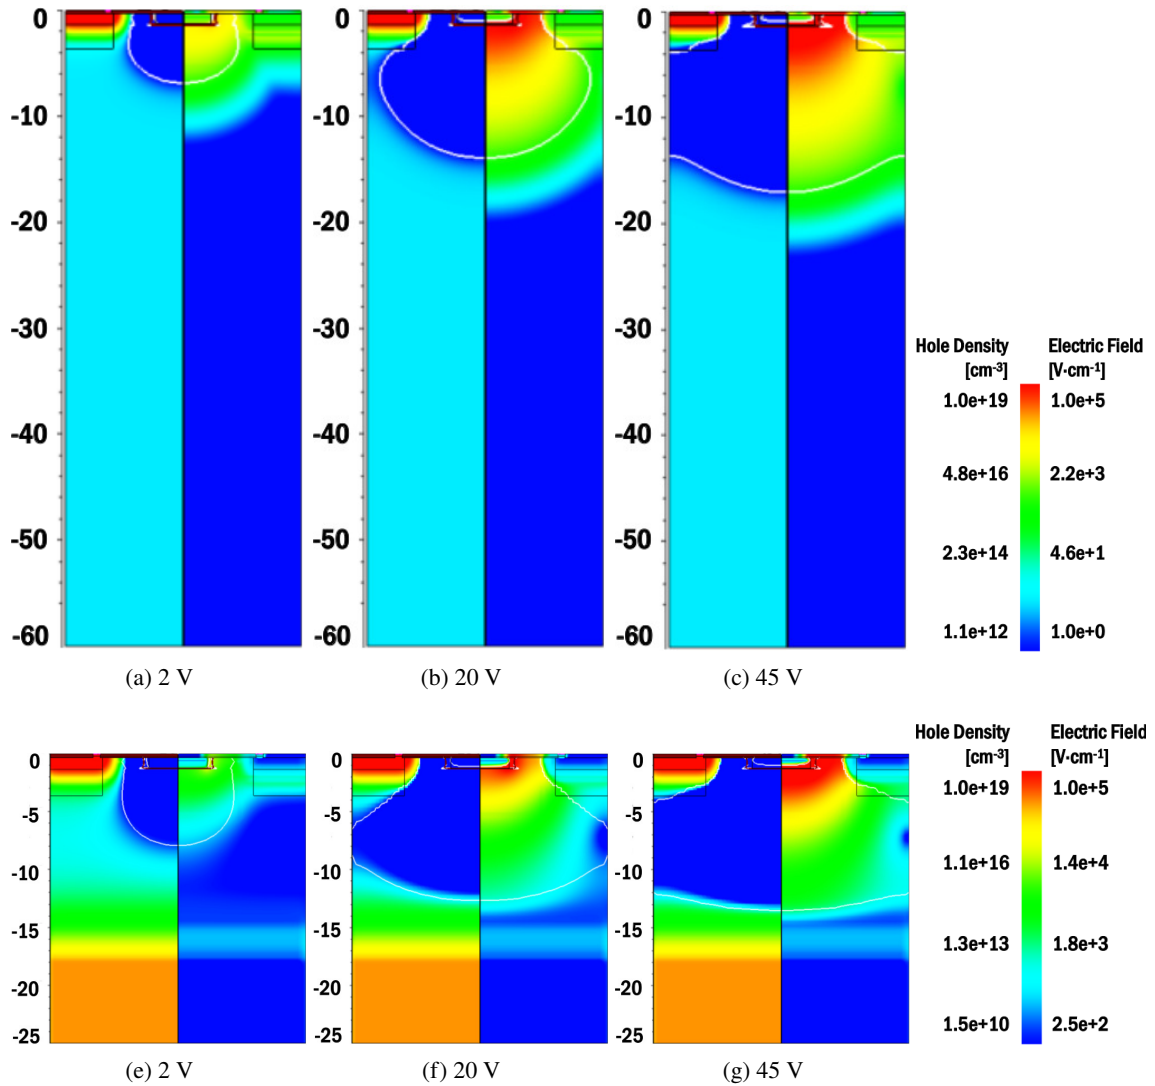 0
-10
-20
-30
-40
-50
-60
0
-10
-20
-30
-40
-50
-60
0
-10
-20
-30
-40
-50
-60
Hole Density Electric Field
[cm-3] [V·cm-1]
1.0e+19 1.0e+5
4.8e+16 2.2e+3
2.3e+14 4.6e+1
1.1e+12 1.0e+0
(a) 2 V
(b) 20 V
(c) 45 V
0
-5
-10
-15
-20
-25
0
-5
-10
-15
-20
-25
0
-5
-10
-15
-20
-25
Hole Density Electric Field
[cm-3] [V·cm-1]
1.0e+19 1.0e+5
1.1e+16 1.4e+4
1.3e+13 1.8e+3
1.5e+10 2.5e+2
(e) 2 V
(f) 20 V
(g) 45 V